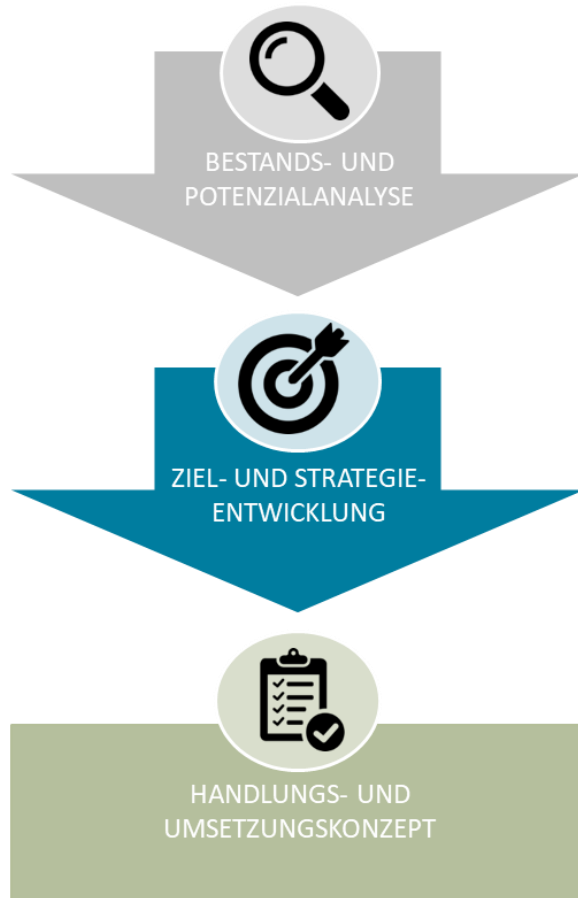 BESTANDS- UND
POTENZIALANALYSE
ZIEL- UND STRATEGIE-
ENTWICKLUNG
HANDLUNGS- UND
UMSETZUNGSKONZEPT